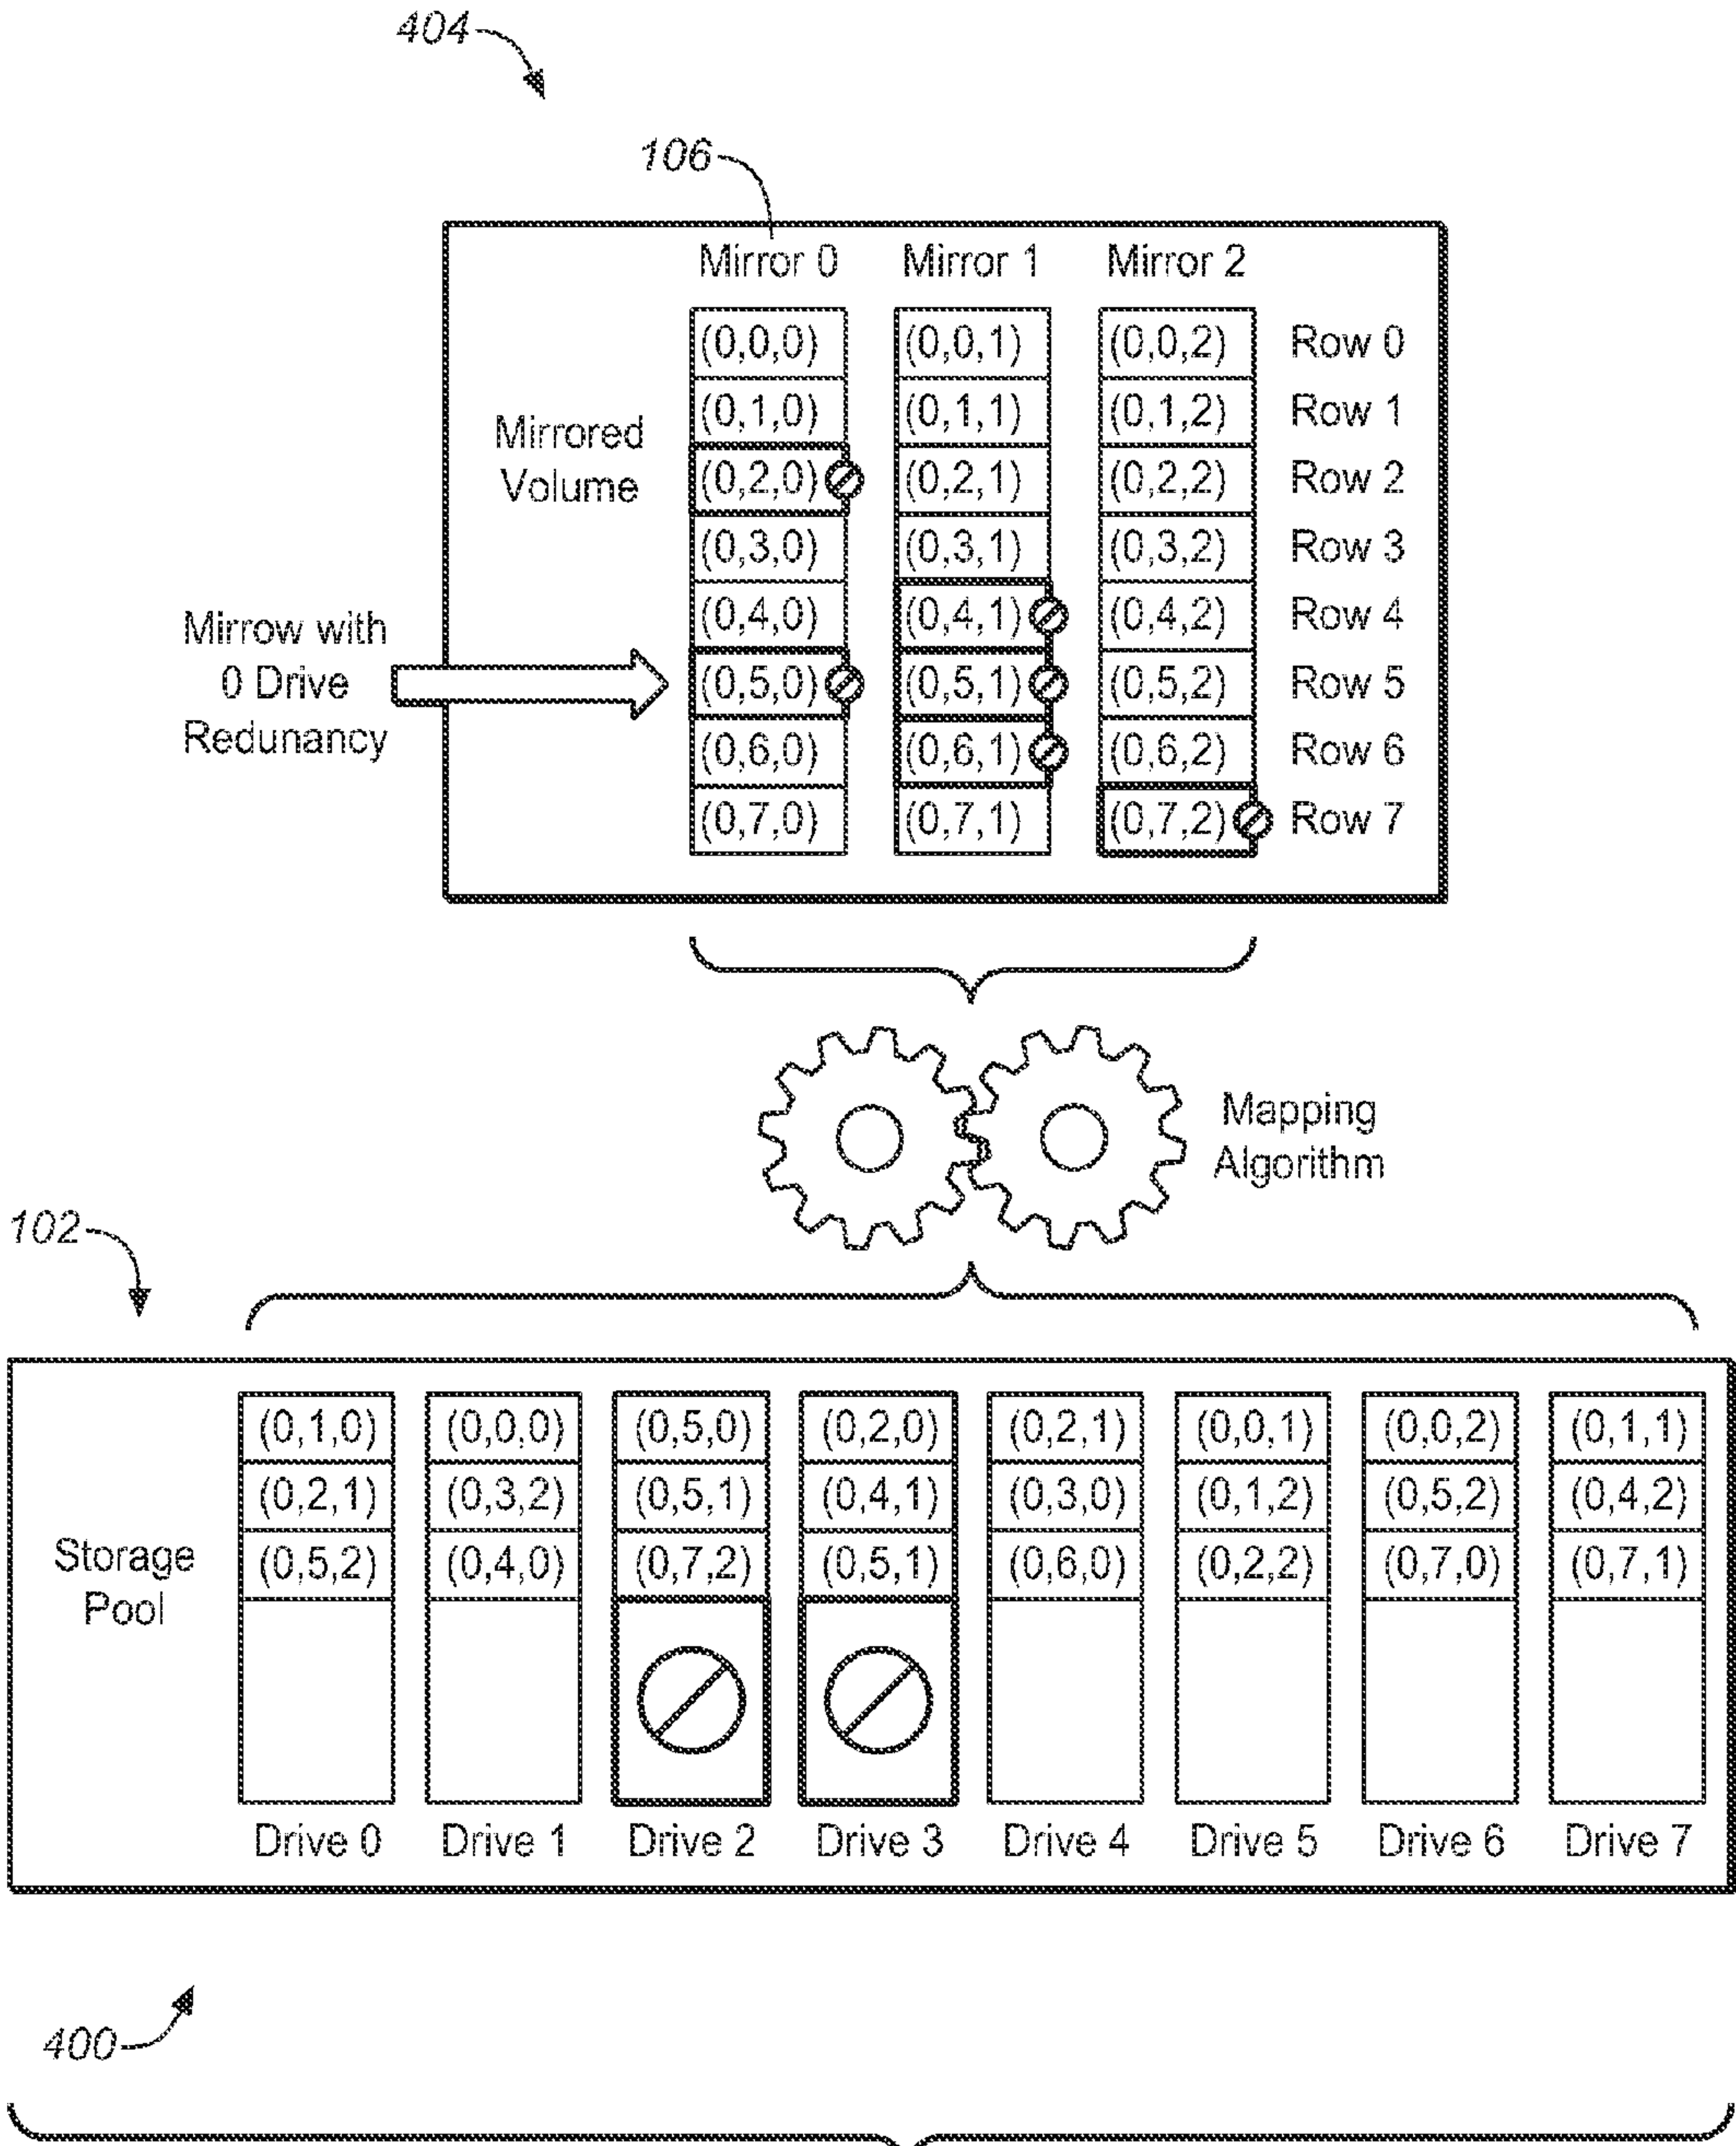 404
106
Mirror 0 Mirror 1 Mirror 2
(0,0,0) (0,0,1) (0,0,2) Row 0
(0,1,0) (0,1,1) (0,1,2) Row 1
Mirrored
Volume
(0,2,0) (0,2,1) (0,2,2) Row 2
(0,3,0) (0,3,1) (0,3,2) Row 3
(0,4,0) (0,4,1) (0,4,2) Row 4
Mirrow with
0 Drive
Redunancy
(0,5,0) (0,5,1) (0,5,2) Row 5
(0,6,0) (0,6,1) (0,6,2) Row 6
(0,7,0) (0,7,1) (0,7,2) Row 7
Mapping
Algorithm
102
(0,1,0) (0,0,0) (0,5,0) (0,2,0) (0,2,1) (0,0,1) (0,0,2) (0,1,1)
(0,2,1) (0,3,2) (0,5,1) (0,4,1) (0,3,0) (0,1,2) (0,5,2) (0,4,2)
Storage
Pool
(0,5,2) (0,4,0) (0,7,2) (0,5,1) (0,6,0) (0,2,2) (0,7,0) (0,7,1)
Drive 0 Drive 1 Drive 2 Drive 3 Drive 4 Drive 5 Drive 6 Drive 7
400